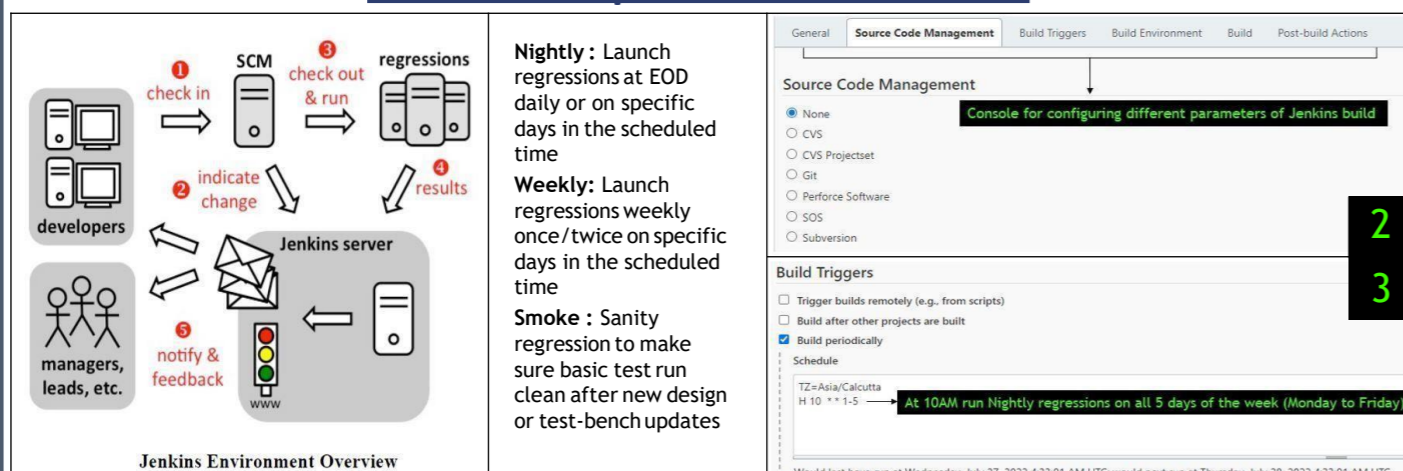 1
check in
SCM
3
check out
& run
regressions
2
indicate
change
4
results
developers
Jenkins server
managers,
leads, etc.
5
notify &
feedback
www
Jenkins Environment Overview
Nightly : Launch
regressions at EOD
daily or on specific
days in the scheduled
time
Weekly: Launch
regressions weekly
once/twice on specific
days in the scheduled
time
Smoke : Sanity
regression to make
sure basic test run
clean after new design
or test-bench updates
General Source Code Management Build Triggers Build Environment Build Post-build Actions
Source Code Management
Console for configuring different parameters of Jenkins build
None
CVS
CVS Projectset
Git
Perforce Software
SOS
Subversion
2
3
Build Triggers
Trigger builds remotely (e.g., from scripts)
Build after other projects are built
Build periodically
Schedule
TZ=Asia/Calcutta
H 10 * * 1-5
At 10AM run Nightly regressions on all 5 days of the week (Monday to Friday)